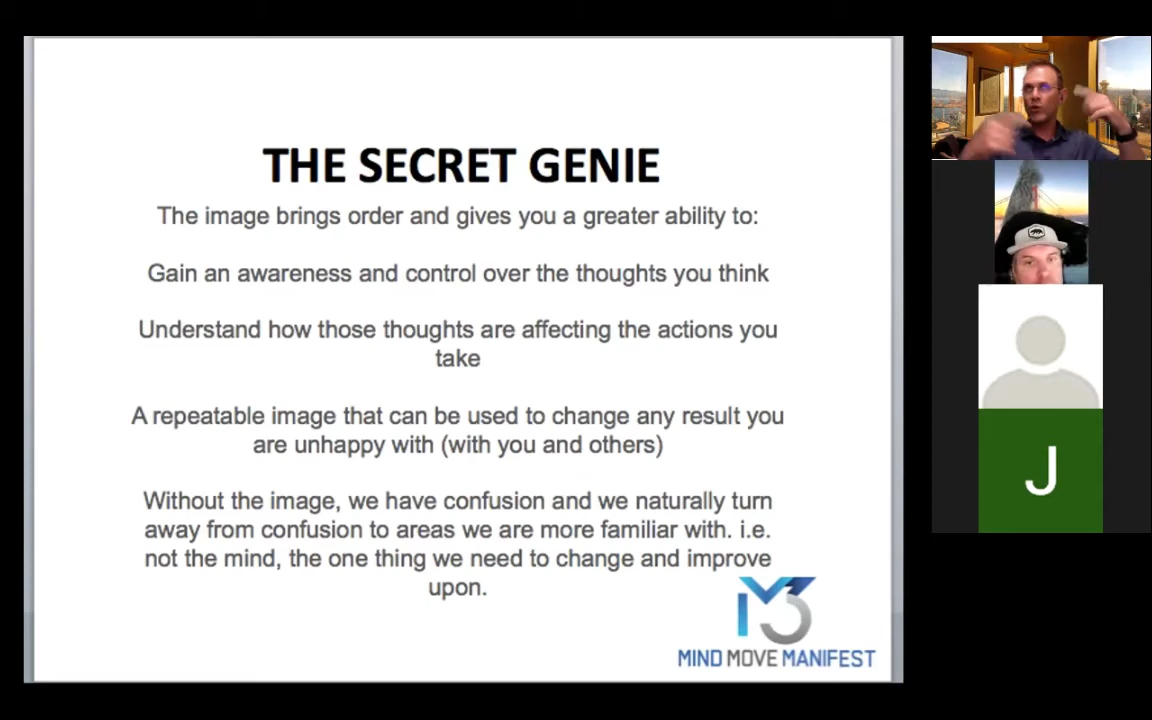 THE SECRET GENIE
The image brings order and gives you a greater ability to:
Gain an awareness and control over the thoughts you think
Understand how those thoughts are affecting the actions you
take
A repeatable image that can be used to change any result you
are unhappy with (with you and others)
Without the image, we have confusion and we naturally turn
away from confusion to areas we are more familiar with. i.e.
not the mind, the one thing we need to change and improve
upon.
M3
MIND MOVE MANIFEST
J